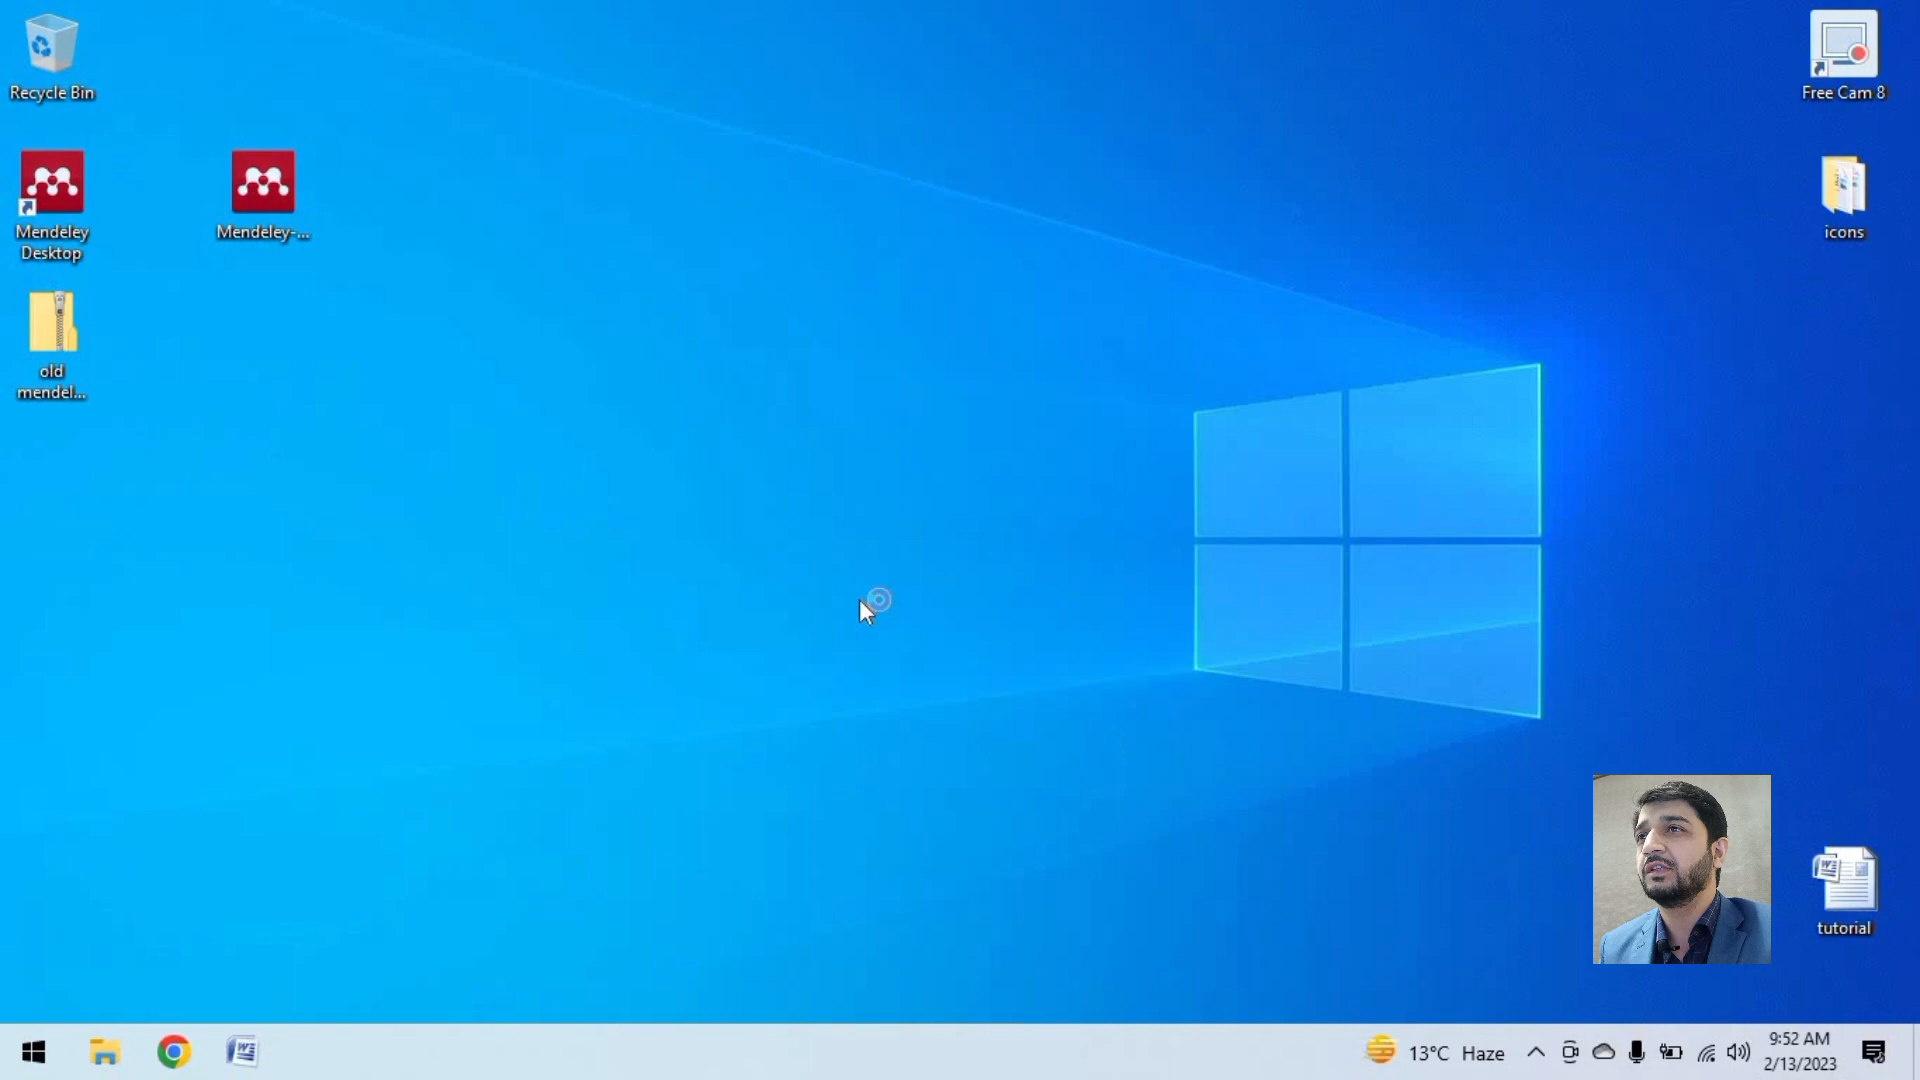 Recycle Bin
Free Cam 8
Mendeley
Desktop
Mendeley-...
icons
old
mendel...
tutorial
13°C Haze
9:52 AM
2/13/2023